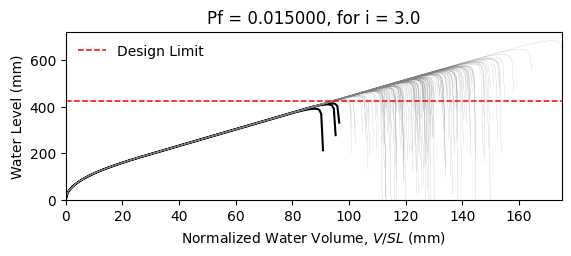 Pf = 0.015000, for i = 3.0
Design Limit
Water Level (mm)
600
400
200
0
0 20 40 60 80 100 120 140 160
Normalized Water Volume, V/SL (mm)